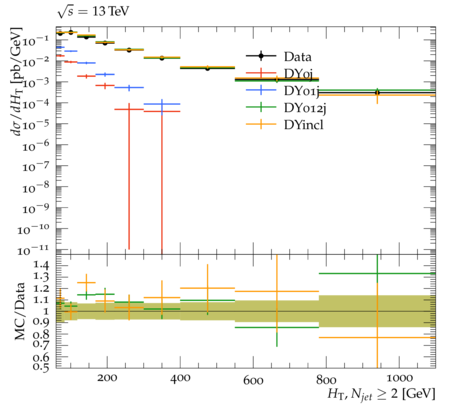 √s = 13 TeV
dσ/dH_T [pb/GeV]
10⁻¹
10⁻²
10⁻³
10⁻⁴
10⁻⁵
10⁻⁶
10⁻⁷
10⁻⁸
10⁻⁹
10⁻¹⁰
10⁻¹¹
Data
DY0j
DY01j
DY012j
DYincl
MC/Data
1.4
1.3
1.2
1.1
1
0.9
0.8
0.7
0.6
0.5
200 400 600 800 1000
H_T, N_jet ≥ 2 [GeV]